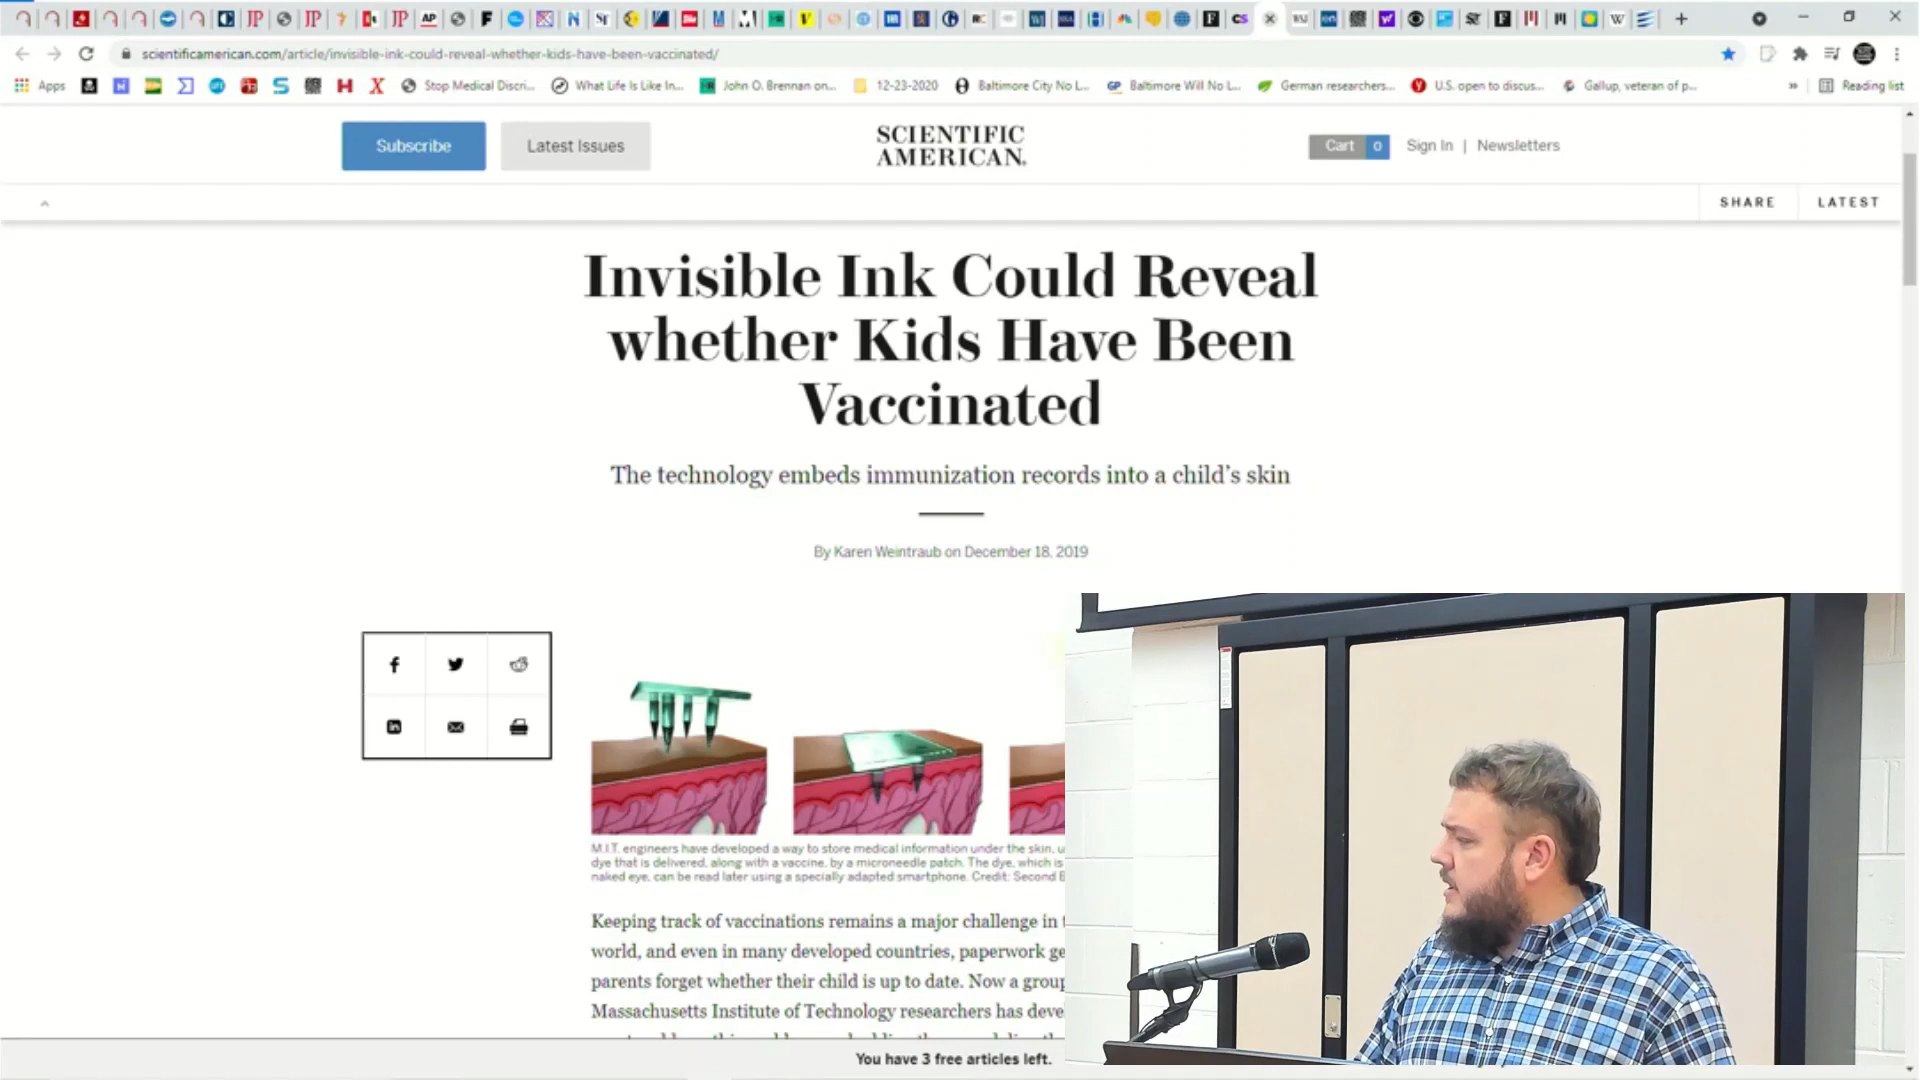 scientificamerican.com/article/invisible-ink-could-reveal-whether-kids-have-been-vaccinated/
Apps
Stop Medical Discri...
What Life Is Like In...
John O. Brennan on...
12-23-2020
Baltimore City No L...
Baltimore Will No L...
German researchers...
U.S. open to discus...
Gallup, veteran of p...
»
Reading list
Subscribe
Latest Issues
SCIENTIFIC
AMERICAN.
Cart 0
Sign In | Newsletters
SHARE
LATEST
Invisible Ink Could Reveal
whether Kids Have Been
Vaccinated
The technology embeds immunization records into a child's skin
By Karen Weintraub on December 18, 2019
M.I.T. engineers have developed a way to store medical information under the skin, u
dye that is delivered, along with a vaccine, by a microneedle patch. The dye, which is
naked eye, can be read later using a specially adapted smartphone. Credit: Second B
Keeping track of vaccinations remains a major challenge in
world, and even in many developed countries, paperwork ge
parents forget whether their child is up to date. Now a group
Massachusetts Institute of Technology researchers has deve
You have 3 free articles left.